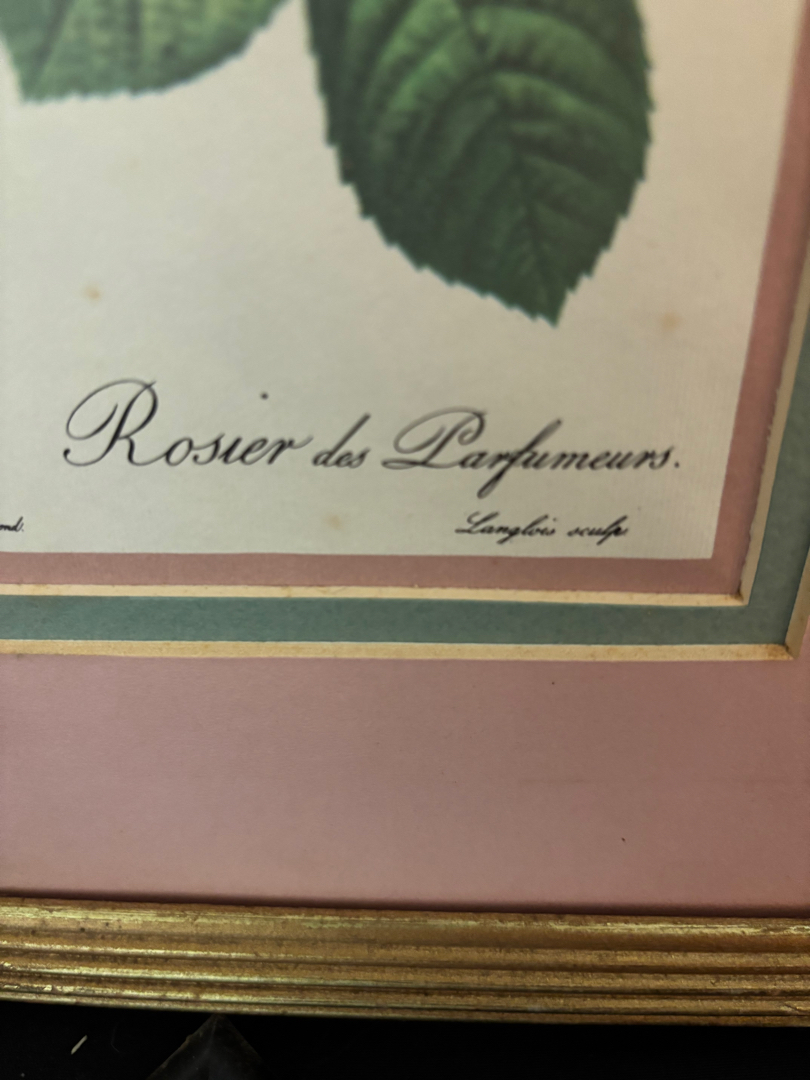 Rosier des Parfumeurs.
Langlois sculp.